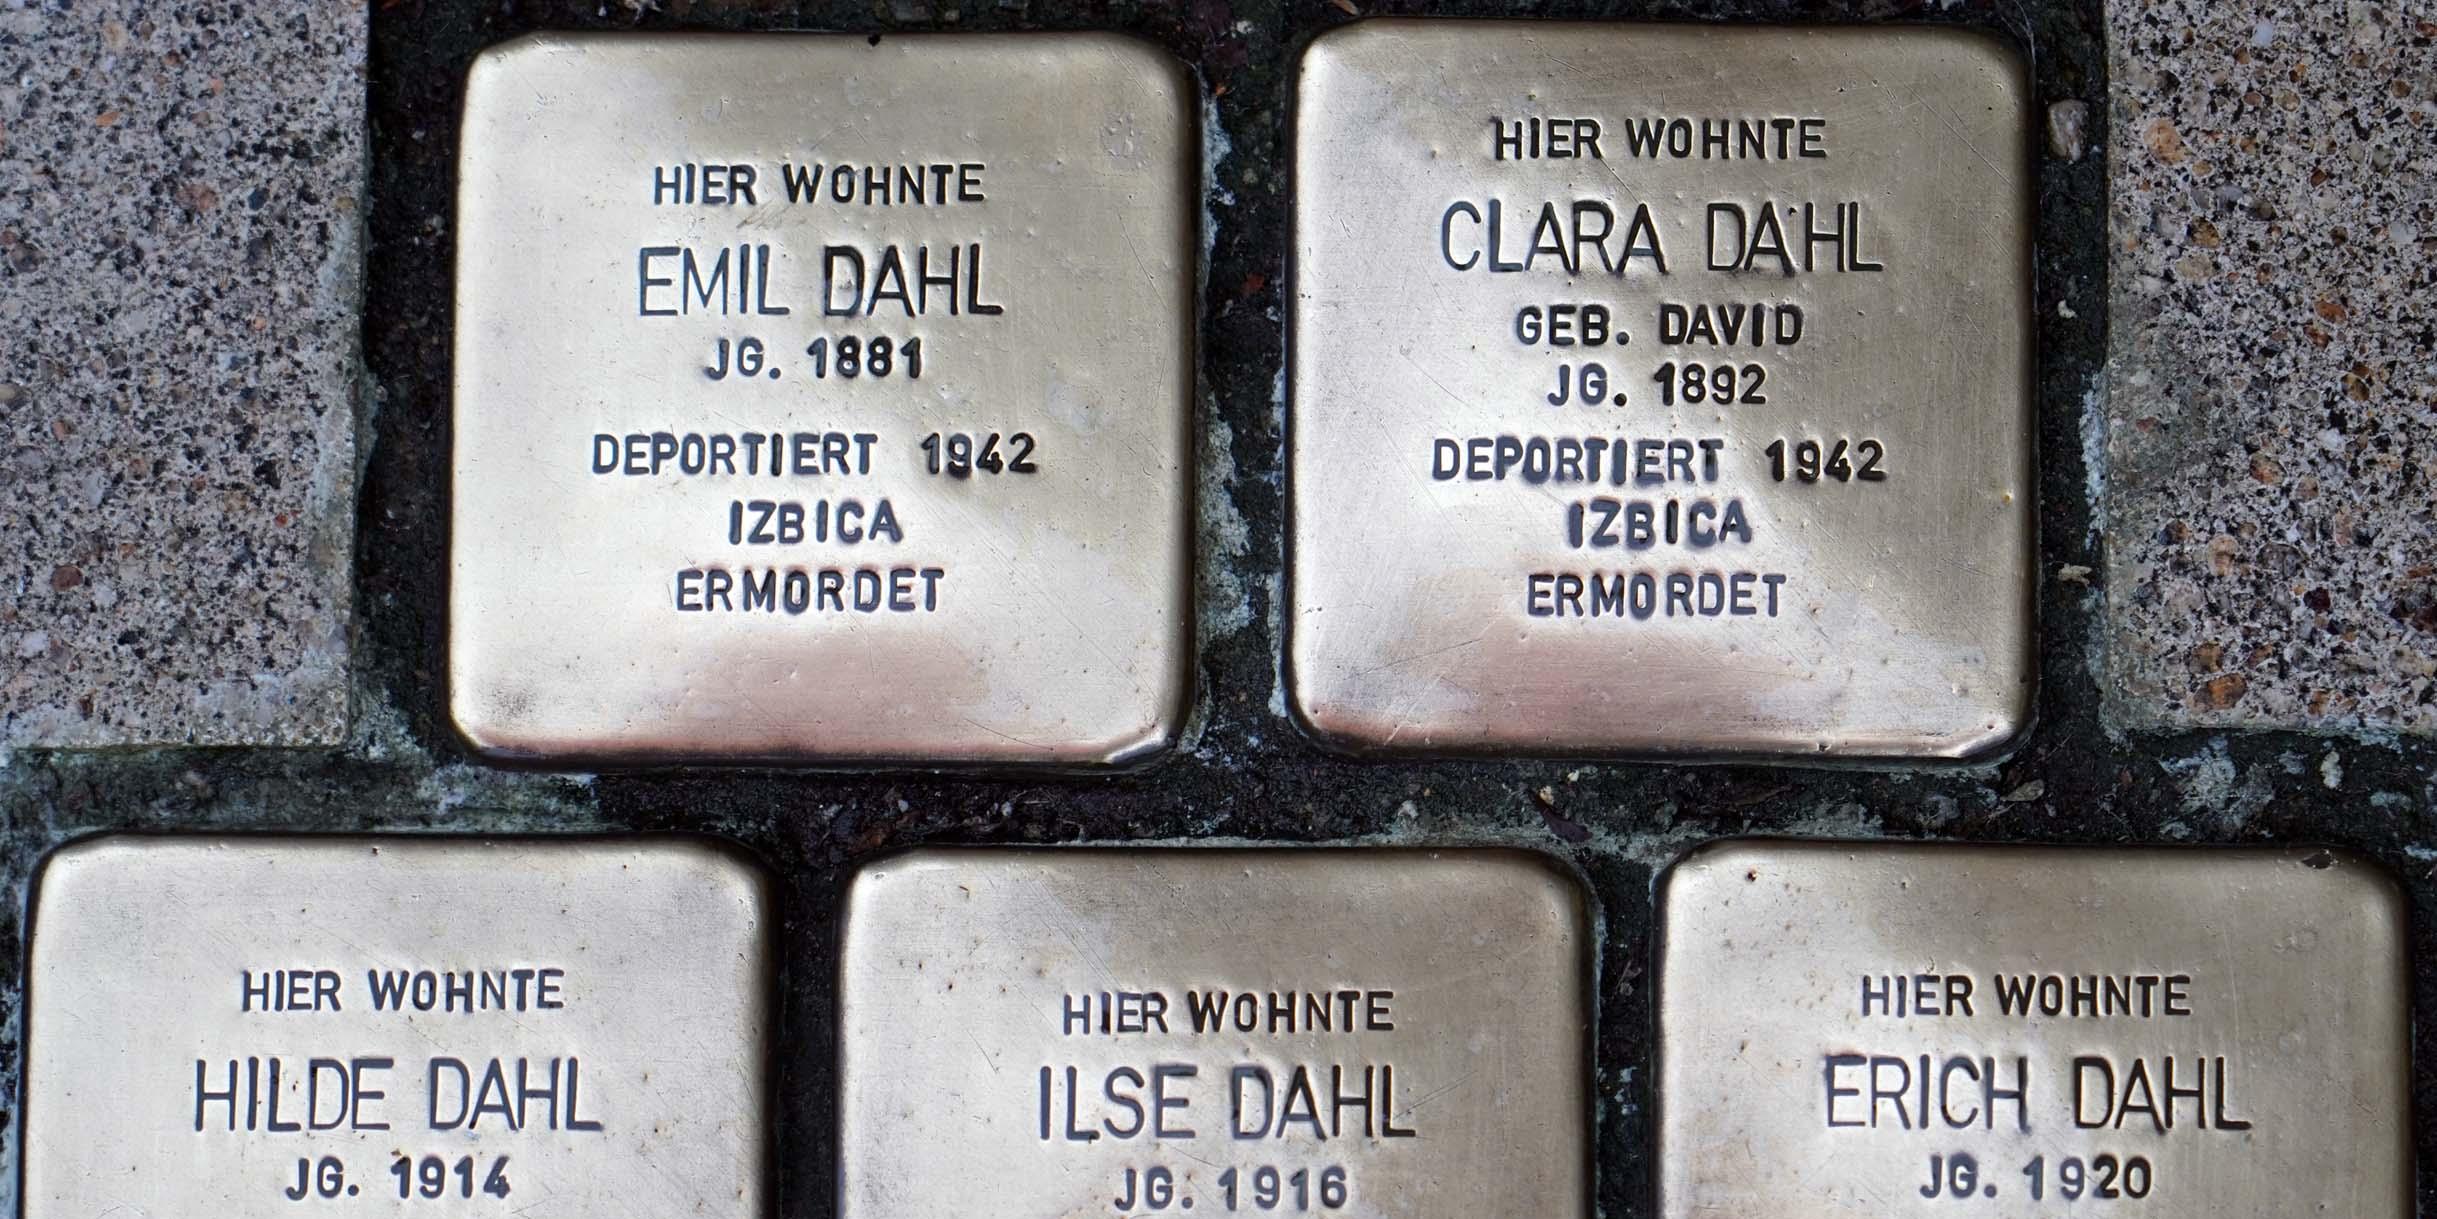 HIER WOHNTE
EMIL DAHL
JG. 1881
DEPORTIERT 1942
IZBICA
ERMORDET
HIER WOHNTE
CLARA DAHL
GEB. DAVID
JG. 1892
DEPORTIERT 1942
IZBICA
ERMORDET
HIER WOHNTE
HILDE DAHL
JG. 1914
HIER WOHNTE
ILSE DAHL
JG. 1916
HIER WOHNTE
ERICH DAHL
JG. 1920